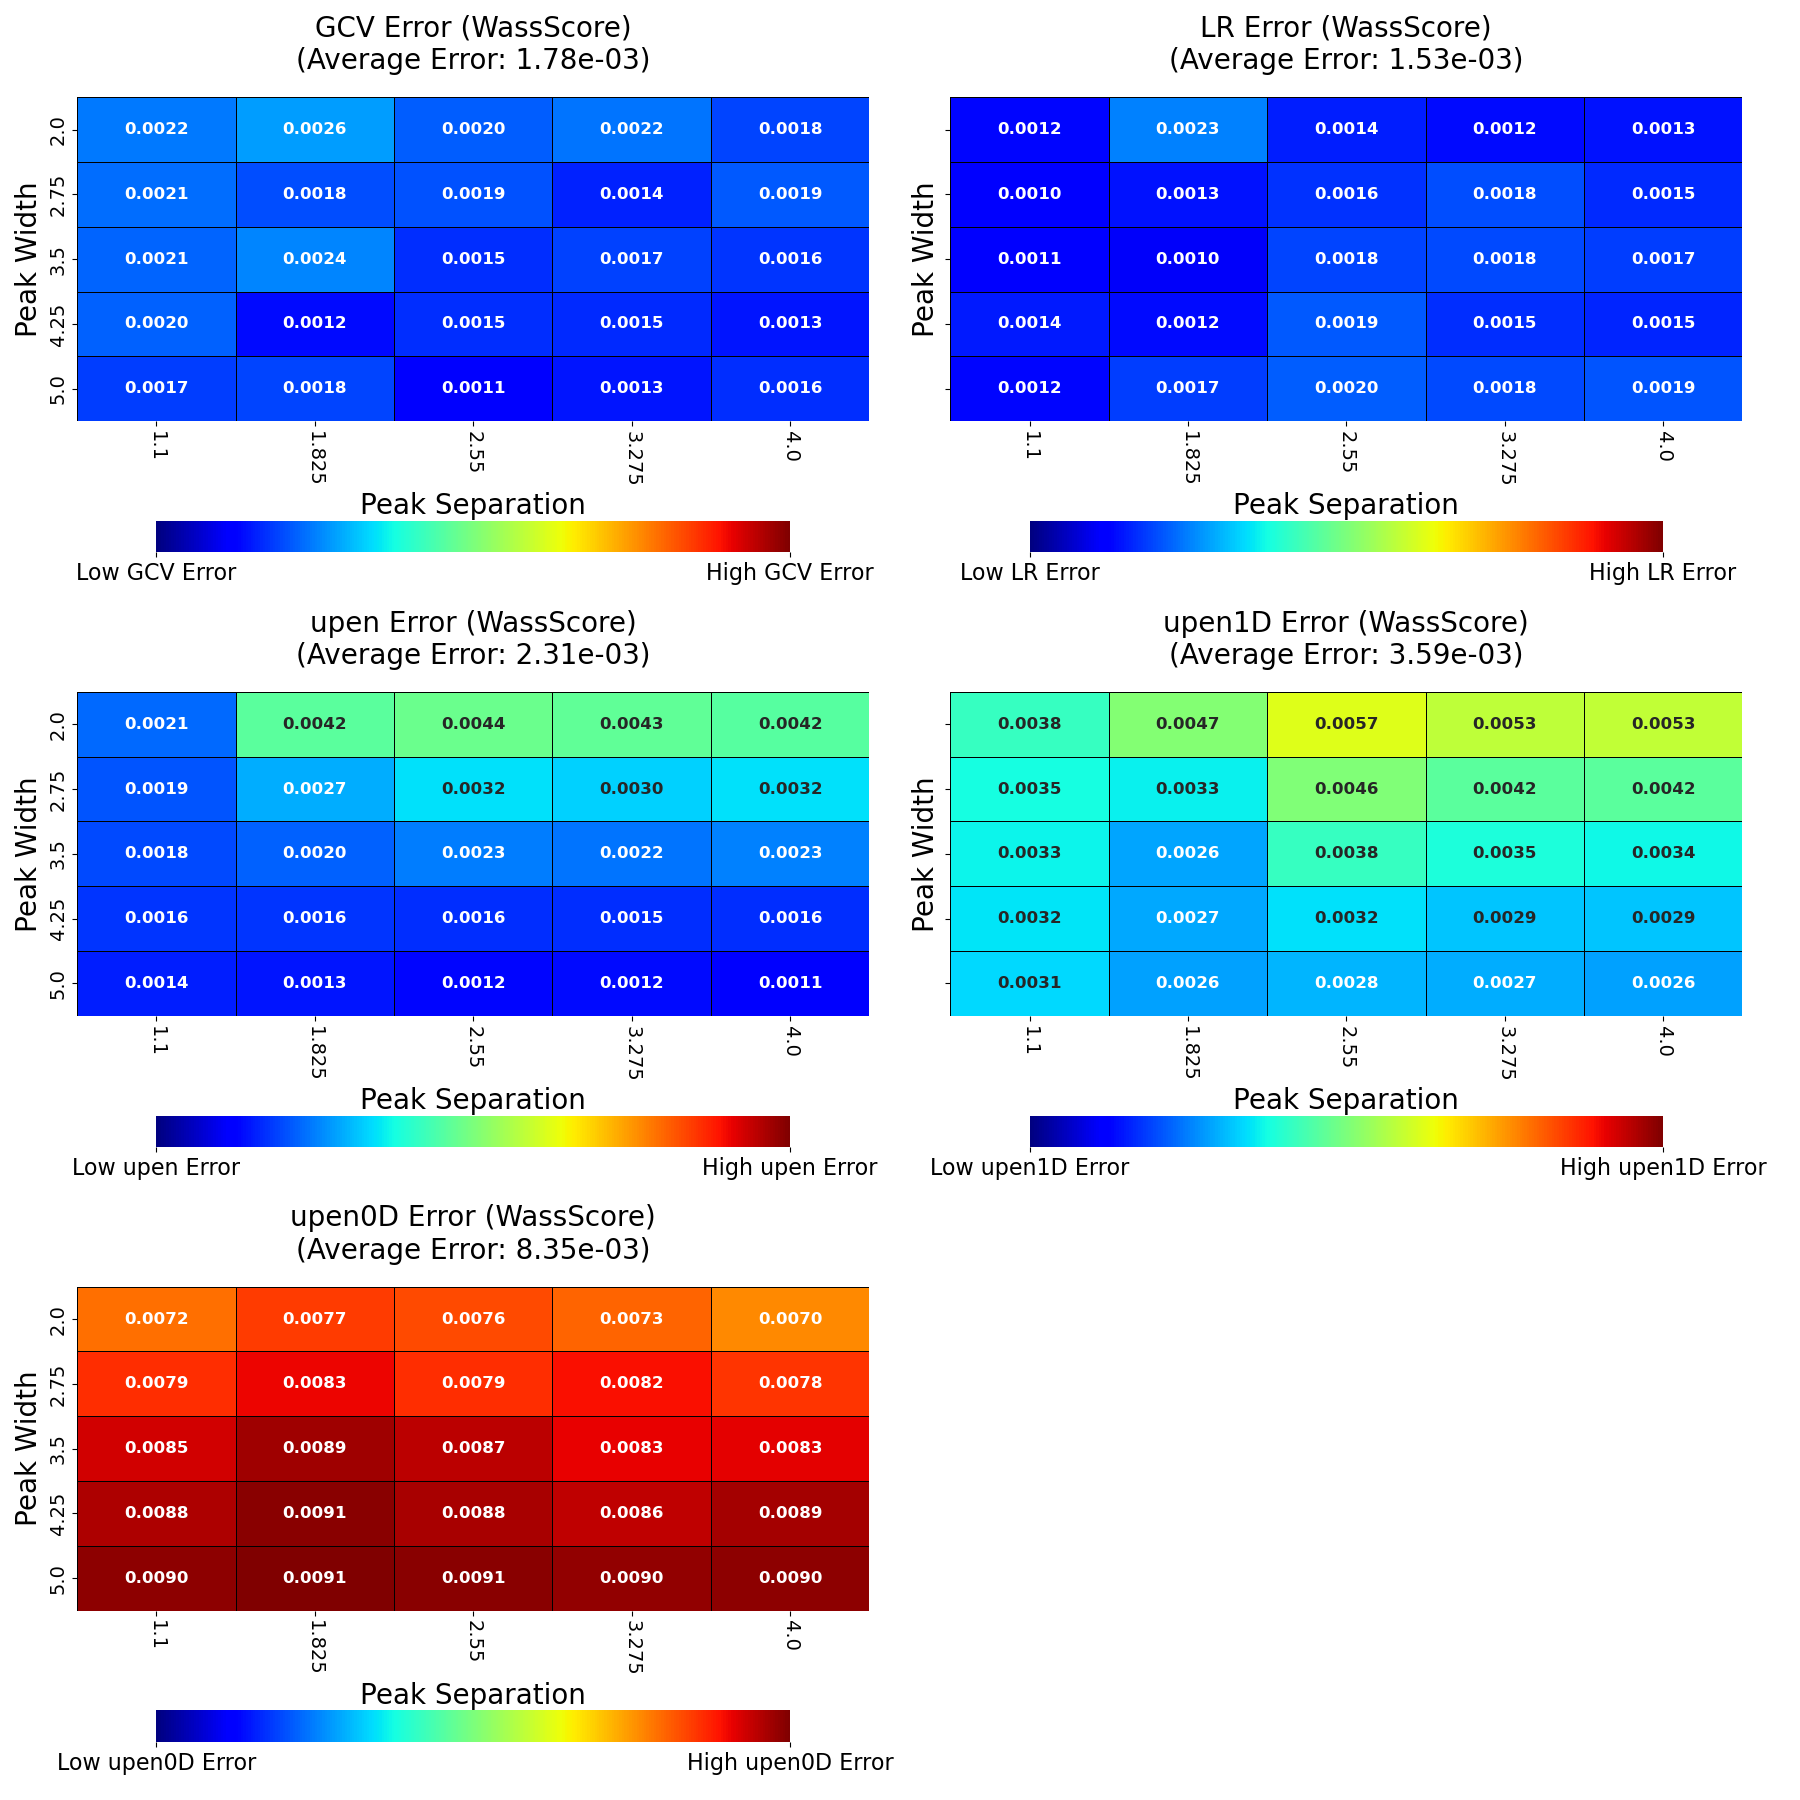 GCV Error (WassScore)
(Average Error: 1.78e-03)
Peak Width
2.0 0.0022 0.0026 0.0020 0.0022 0.0018
2.75 0.0021 0.0018 0.0019 0.0014 0.0019
3.5 0.0021 0.0024 0.0015 0.0017 0.0016
4.25 0.0020 0.0012 0.0015 0.0015 0.0013
5.0 0.0017 0.0018 0.0011 0.0013 0.0016
1.1 1.825 2.55 3.275 4.0
Peak Separation
Low GCV Error High GCV Error
LR Error (WassScore)
(Average Error: 1.53e-03)
Peak Width
0.0012 0.0023 0.0014 0.0012 0.0013
0.0010 0.0013 0.0016 0.0018 0.0015
0.0011 0.0010 0.0018 0.0018 0.0017
0.0014 0.0012 0.0019 0.0015 0.0015
0.0012 0.0017 0.0020 0.0018 0.0019
1.1 1.825 2.55 3.275 4.0
Peak Separation
Low LR Error High LR Error
upen Error (WassScore)
(Average Error: 2.31e-03)
Peak Width
2.0 0.0021 0.0042 0.0044 0.0043 0.0042
2.75 0.0019 0.0027 0.0032 0.0030 0.0032
3.5 0.0018 0.0020 0.0023 0.0022 0.0023
4.25 0.0016 0.0016 0.0016 0.0015 0.0016
5.0 0.0014 0.0013 0.0012 0.0012 0.0011
1.1 1.825 2.55 3.275 4.0
Peak Separation
Low upen Error High upen Error
upen1D Error (WassScore)
(Average Error: 3.59e-03)
Peak Width
0.0038 0.0047 0.0057 0.0053 0.0053
0.0035 0.0033 0.0046 0.0042 0.0042
0.0033 0.0026 0.0038 0.0035 0.0034
0.0032 0.0027 0.0032 0.0029 0.0029
0.0031 0.0026 0.0028 0.0027 0.0026
1.1 1.825 2.55 3.275 4.0
Peak Separation
Low upen1D Error High upen1D Error
upen0D Error (WassScore)
(Average Error: 8.35e-03)
Peak Width
2.0 0.0072 0.0077 0.0076 0.0073 0.0070
2.75 0.0079 0.0083 0.0079 0.0082 0.0078
3.5 0.0085 0.0089 0.0087 0.0083 0.0083
4.25 0.0088 0.0091 0.0088 0.0086 0.0089
5.0 0.0090 0.0091 0.0091 0.0090 0.0090
1.1 1.825 2.55 3.275 4.0
Peak Separation
Low upen0D Error High upen0D Error